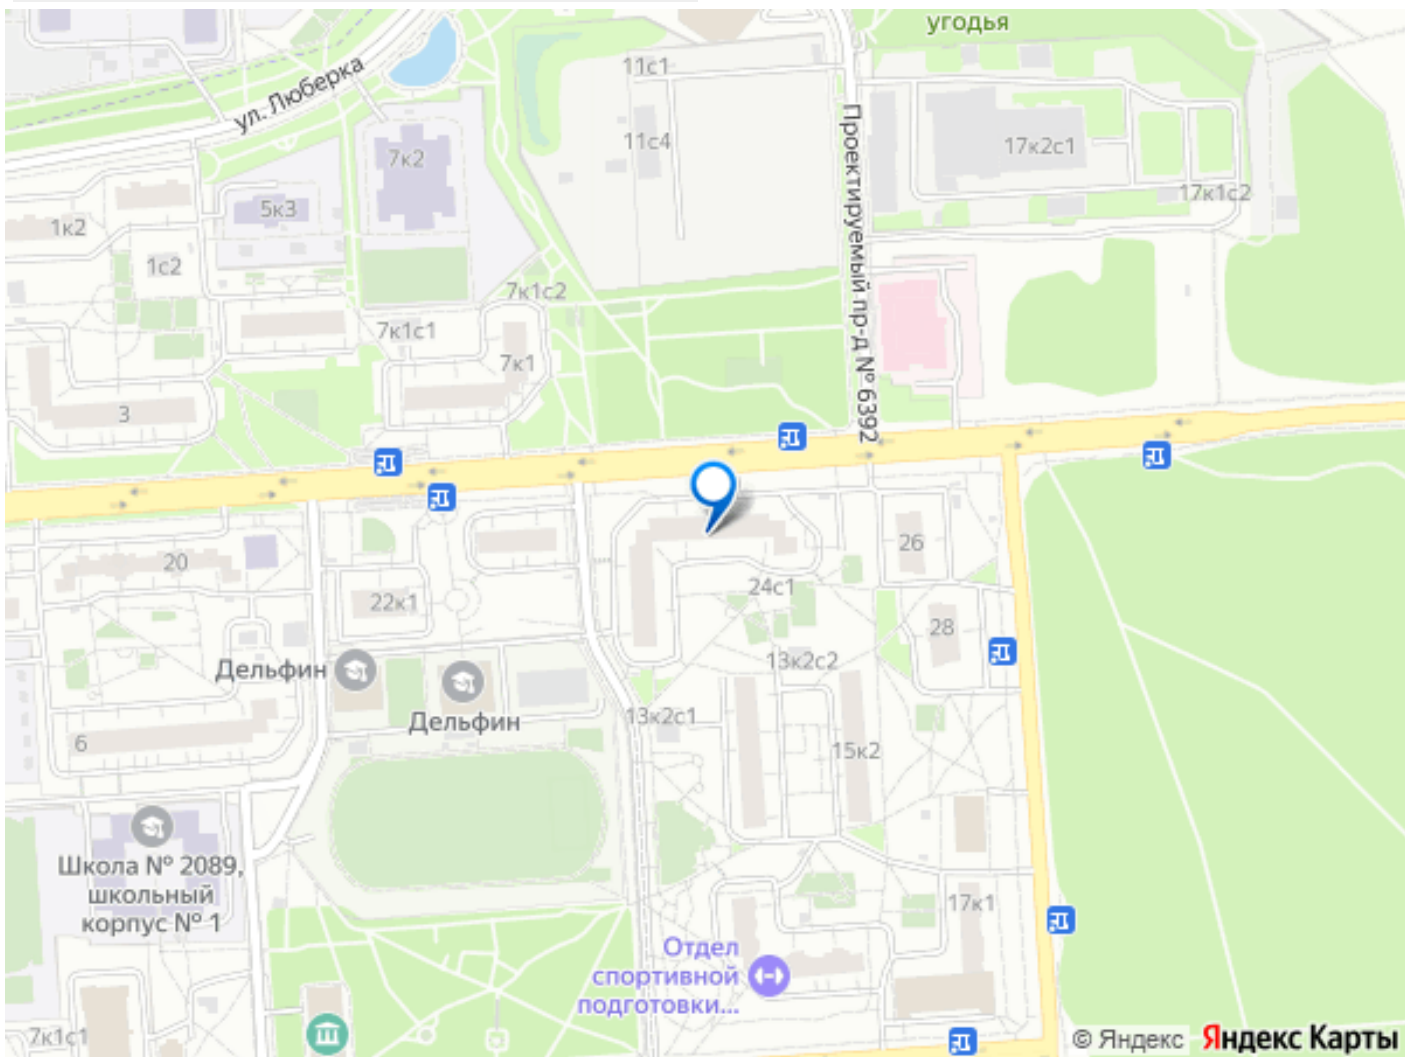 угодья
11с1
ул. Люберка
11с4
Проектируемый пр-д № 6392
17к2с1
7к2
17к1с2
5к3
1к2
1с2
7к1с2
7к1с1
7к1
3
26
20
24с1
22к1
28
13к2с2
Дельфин
Дельфин
13к2с1
6
15к2
Школа № 2089,
школьный
корпус № 1
17к1
Отдел
спортивной
подготовки...
7к1с1
© Яндекс Яндекс Карты